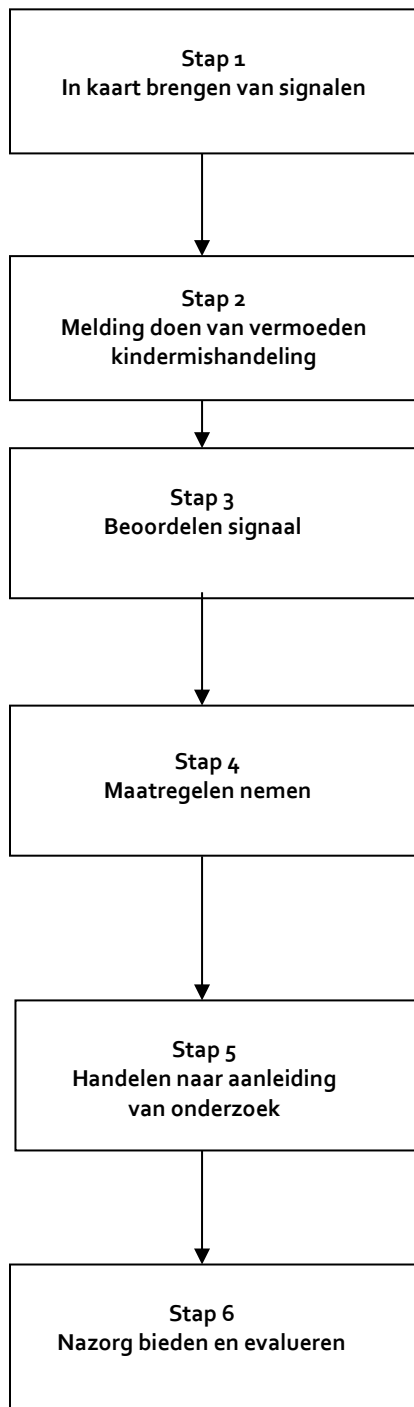 Stap 1
In kaart brengen van signalen
Stap 2
Melding doen van vermoeden
kindermishandeling
Stap 3
Beoordelen signaal
Stap 4
Maatregelen nemen
Stap 5
Handelen naar aanleiding
van onderzoek
Stap 6
Nazorg bieden en evalueren